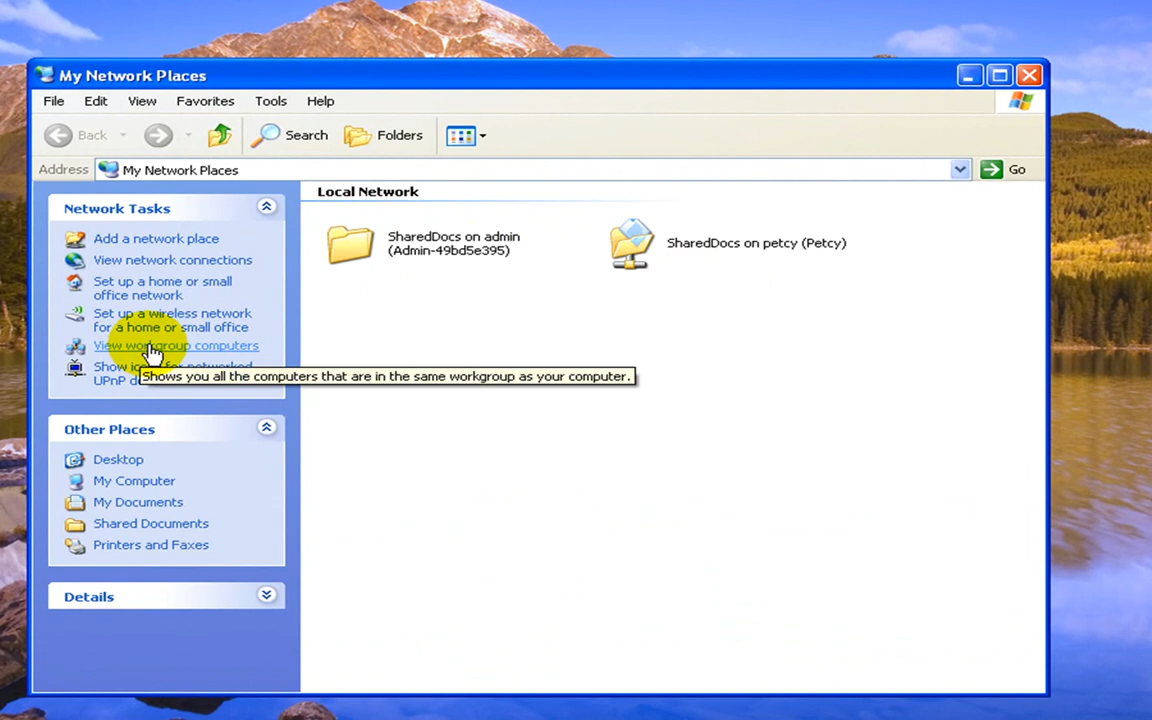 My Network Places
File Edit View Favorites Tools Help
Back Search Folders
Address My Network Places Go
Network Tasks
Add a network place
View network connections
Set up a home or small
office network
Set up a wireless network
for a home or small office
View workgroup computers
Show
UPnP
Shows you all the computers that are in the same workgroup as your computer.
Other Places
Desktop
My Computer
My Documents
Shared Documents
Printers and Faxes
Details
Local Network
SharedDocs on admin
(Admin-49bd5e395)
SharedDocs on petcy (Petcy)